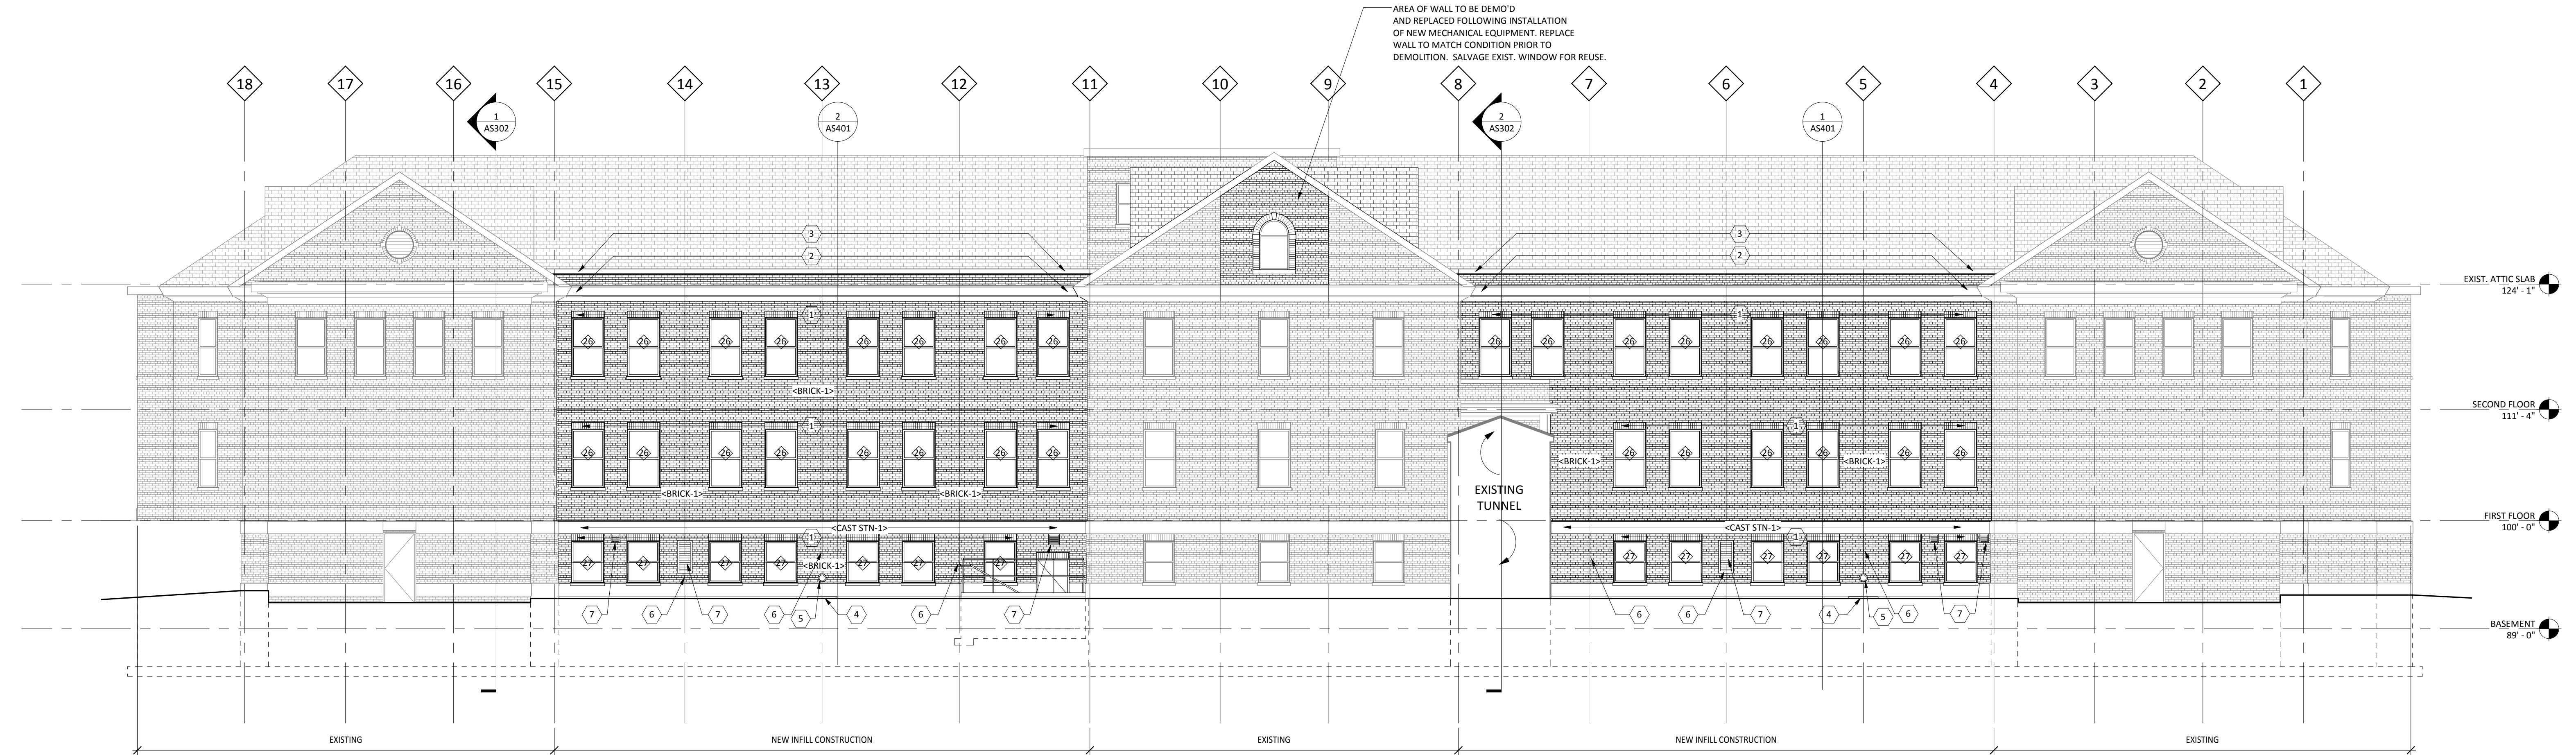 AREA OF WALL TO BE DEMO'D
AND REPLACED FOLLOWING INSTALLATION
OF NEW MECHANICAL EQUIPMENT. REPLACE
WALL TO MATCH CONDITION PRIOR TO
DEMOLITION. SALVAGE EXIST. WINDOW FOR REUSE.
18 17 16 15 14 13 12 11 10 9 8 7 6 5 4 3 2 1
1 2 2 1
AS302 AS401 AS302 AS401
3 3
2 2
EXIST. ATTIC SLAB
124' - 1"
1 1
26 26 26 26 26 26 26 26 26 26 26 26 26 26 26 26
<BRICK-1>
SECOND FLOOR
111' - 4"
1 1
26 26 26 26 26 26 26 26 26 26 26 26 26 26
<BRICK-1> <BRICK-1>
<BRICK-1> <BRICK-1>
EXISTING
TUNNEL
FIRST FLOOR
100' - 0"
<CAST STN-1> <CAST STN-1>
1 1
27 27 27 27 27 27 27 27 27 27 27 27 27
<BRICK-1>
7 6 7 6 5 4 6 7 6 6 7 4 5 6 7
BASEMENT
89' - 0"
EXISTING NEW INFILL CONSTRUCTION EXISTING NEW INFILL CONSTRUCTION EXISTING